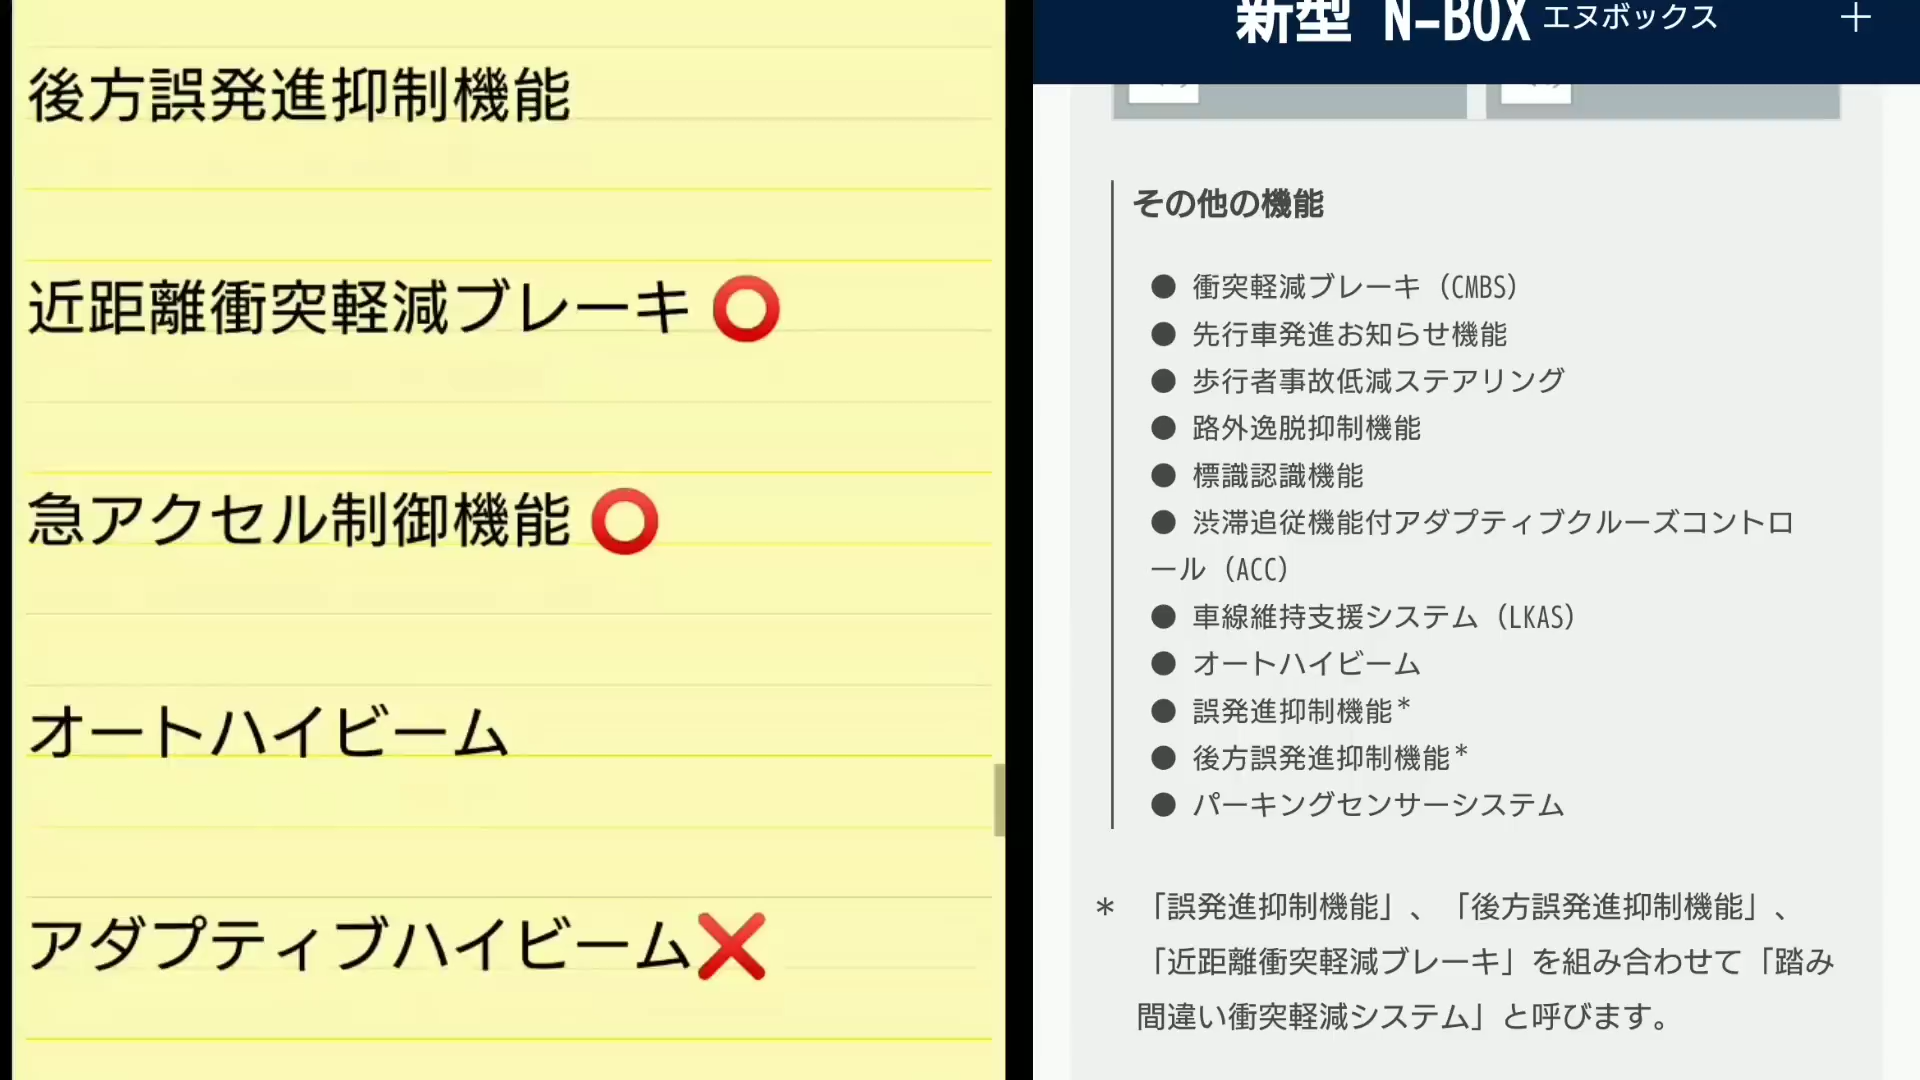 後方誤発進抑制機能
近距離衝突軽減ブレーキ ⭕
急アクセル制御機能 ⭕
オートハイビーム
アダプティブハイビーム❌
新型 N-BOX エヌボックス +
その他の機能
● 衝突軽減ブレーキ（CMBS）
● 先行車発進お知らせ機能
● 歩行者事故低減ステアリング
● 路外逸脱抑制機能
● 標識認識機能
● 渋滞追従機能付アダプティブクルーズコントロ
ール（ACC）
● 車線維持支援システム（LKAS）
● オートハイビーム
● 誤発進抑制機能*
● 後方誤発進抑制機能*
● パーキングセンサーシステム
* 「誤発進抑制機能」、「後方誤発進抑制機能」、
「近距離衝突軽減ブレーキ」を組み合わせて「踏み
間違い衝突軽減システム」と呼びます。